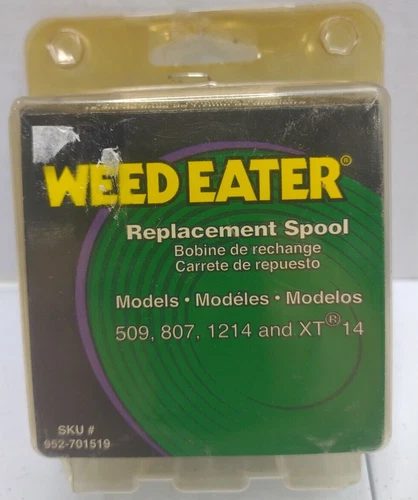 WEED EATER®
Replacement Spool
Bobine de rechange
Carrete de repuesto
Models • Modéles • Modelos
509, 807, 1214 and XT® 14
SKU #
952-701519